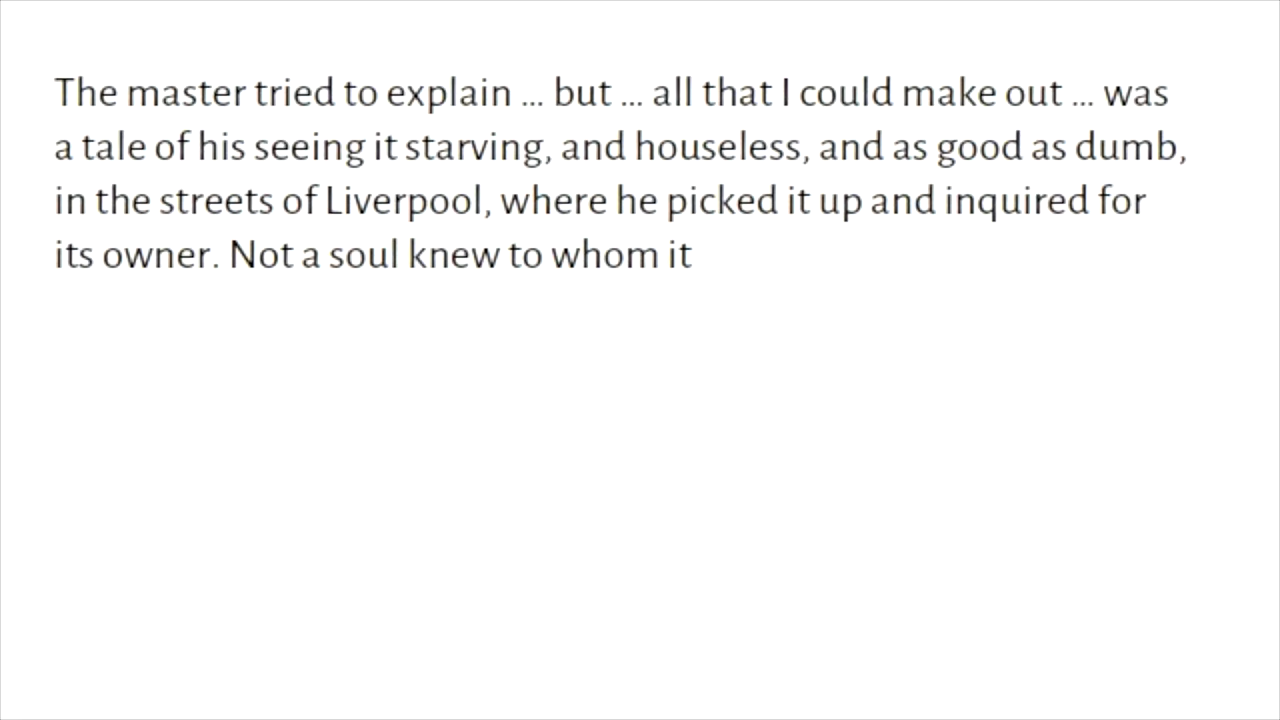 The master tried to explain ... but ... all that I could make out ... was
a tale of his seeing it starving, and houseless, and as good as dumb,
in the streets of Liverpool, where he picked it up and inquired for
its owner. Not a soul knew to whom it